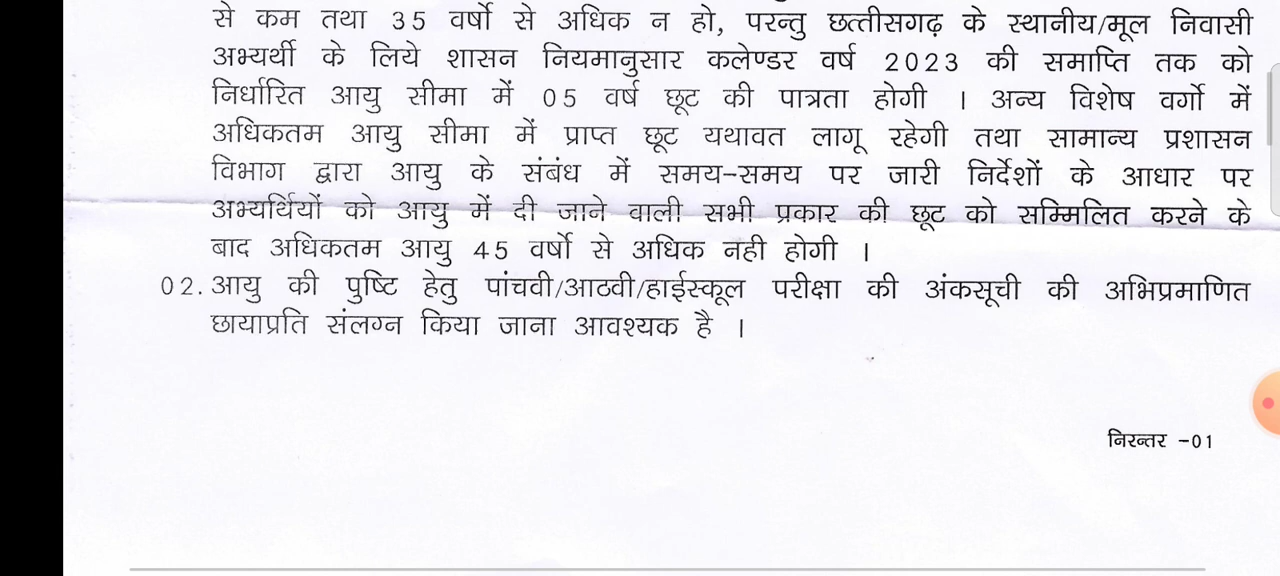 से कम तथा 35 वर्षो से अधिक न हो, परन्तु छत्तीसगढ़ के स्थानीय/मूल निवासी
अभ्यर्थी के लिये शासन नियमानुसार कलेण्डर वर्ष 2023 की समाप्ति तक को
निर्धारित आयु सीमा में 05 वर्ष छूट की पात्रता होगी । अन्य विशेष वर्गो में
अधिकतम आयु सीमा में प्राप्त छूट यथावत लागू रहेगी तथा सामान्य प्रशासन
विभाग द्वारा आयु के संबंध में समय-समय पर जारी निर्देशों के आधार पर
अभ्यर्थियों को आयु में दी जाने वाली सभी प्रकार की छूट को सम्मिलित करने के
बाद अधिकतम आयु 45 वर्षो से अधिक नही होगी ।
02. आयु की पुष्टि हेतु पांचवी/आठवी/हाईस्कूल परीक्षा की अंकसूची की अभिप्रमाणित
छायाप्रति संलग्न किया जाना आवश्यक है ।
निरन्तर -01